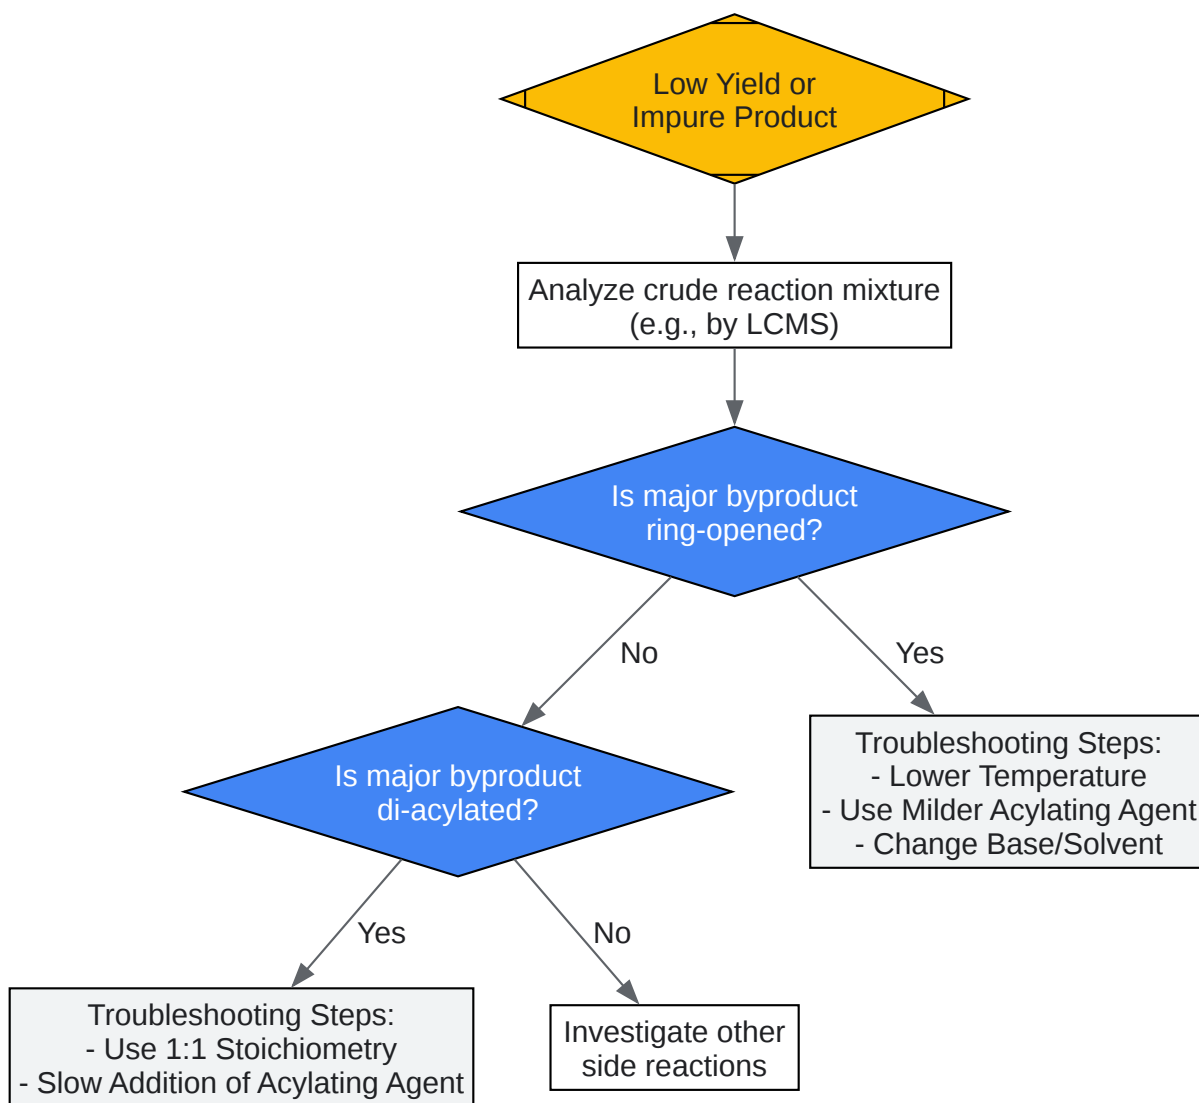 Low Yield or
Impure Product
Analyze crude reaction mixture
(e.g., by LCMS)
Is major byproduct
ring-opened?
No
Yes
Is major byproduct
di-acylated?
Troubleshooting Steps:
- Lower Temperature
- Use Milder Acylating Agent
- Change Base/Solvent
Yes
No
Troubleshooting Steps:
- Use 1:1 Stoichiometry
- Slow Addition of Acylating Agent
Investigate other
side reactions